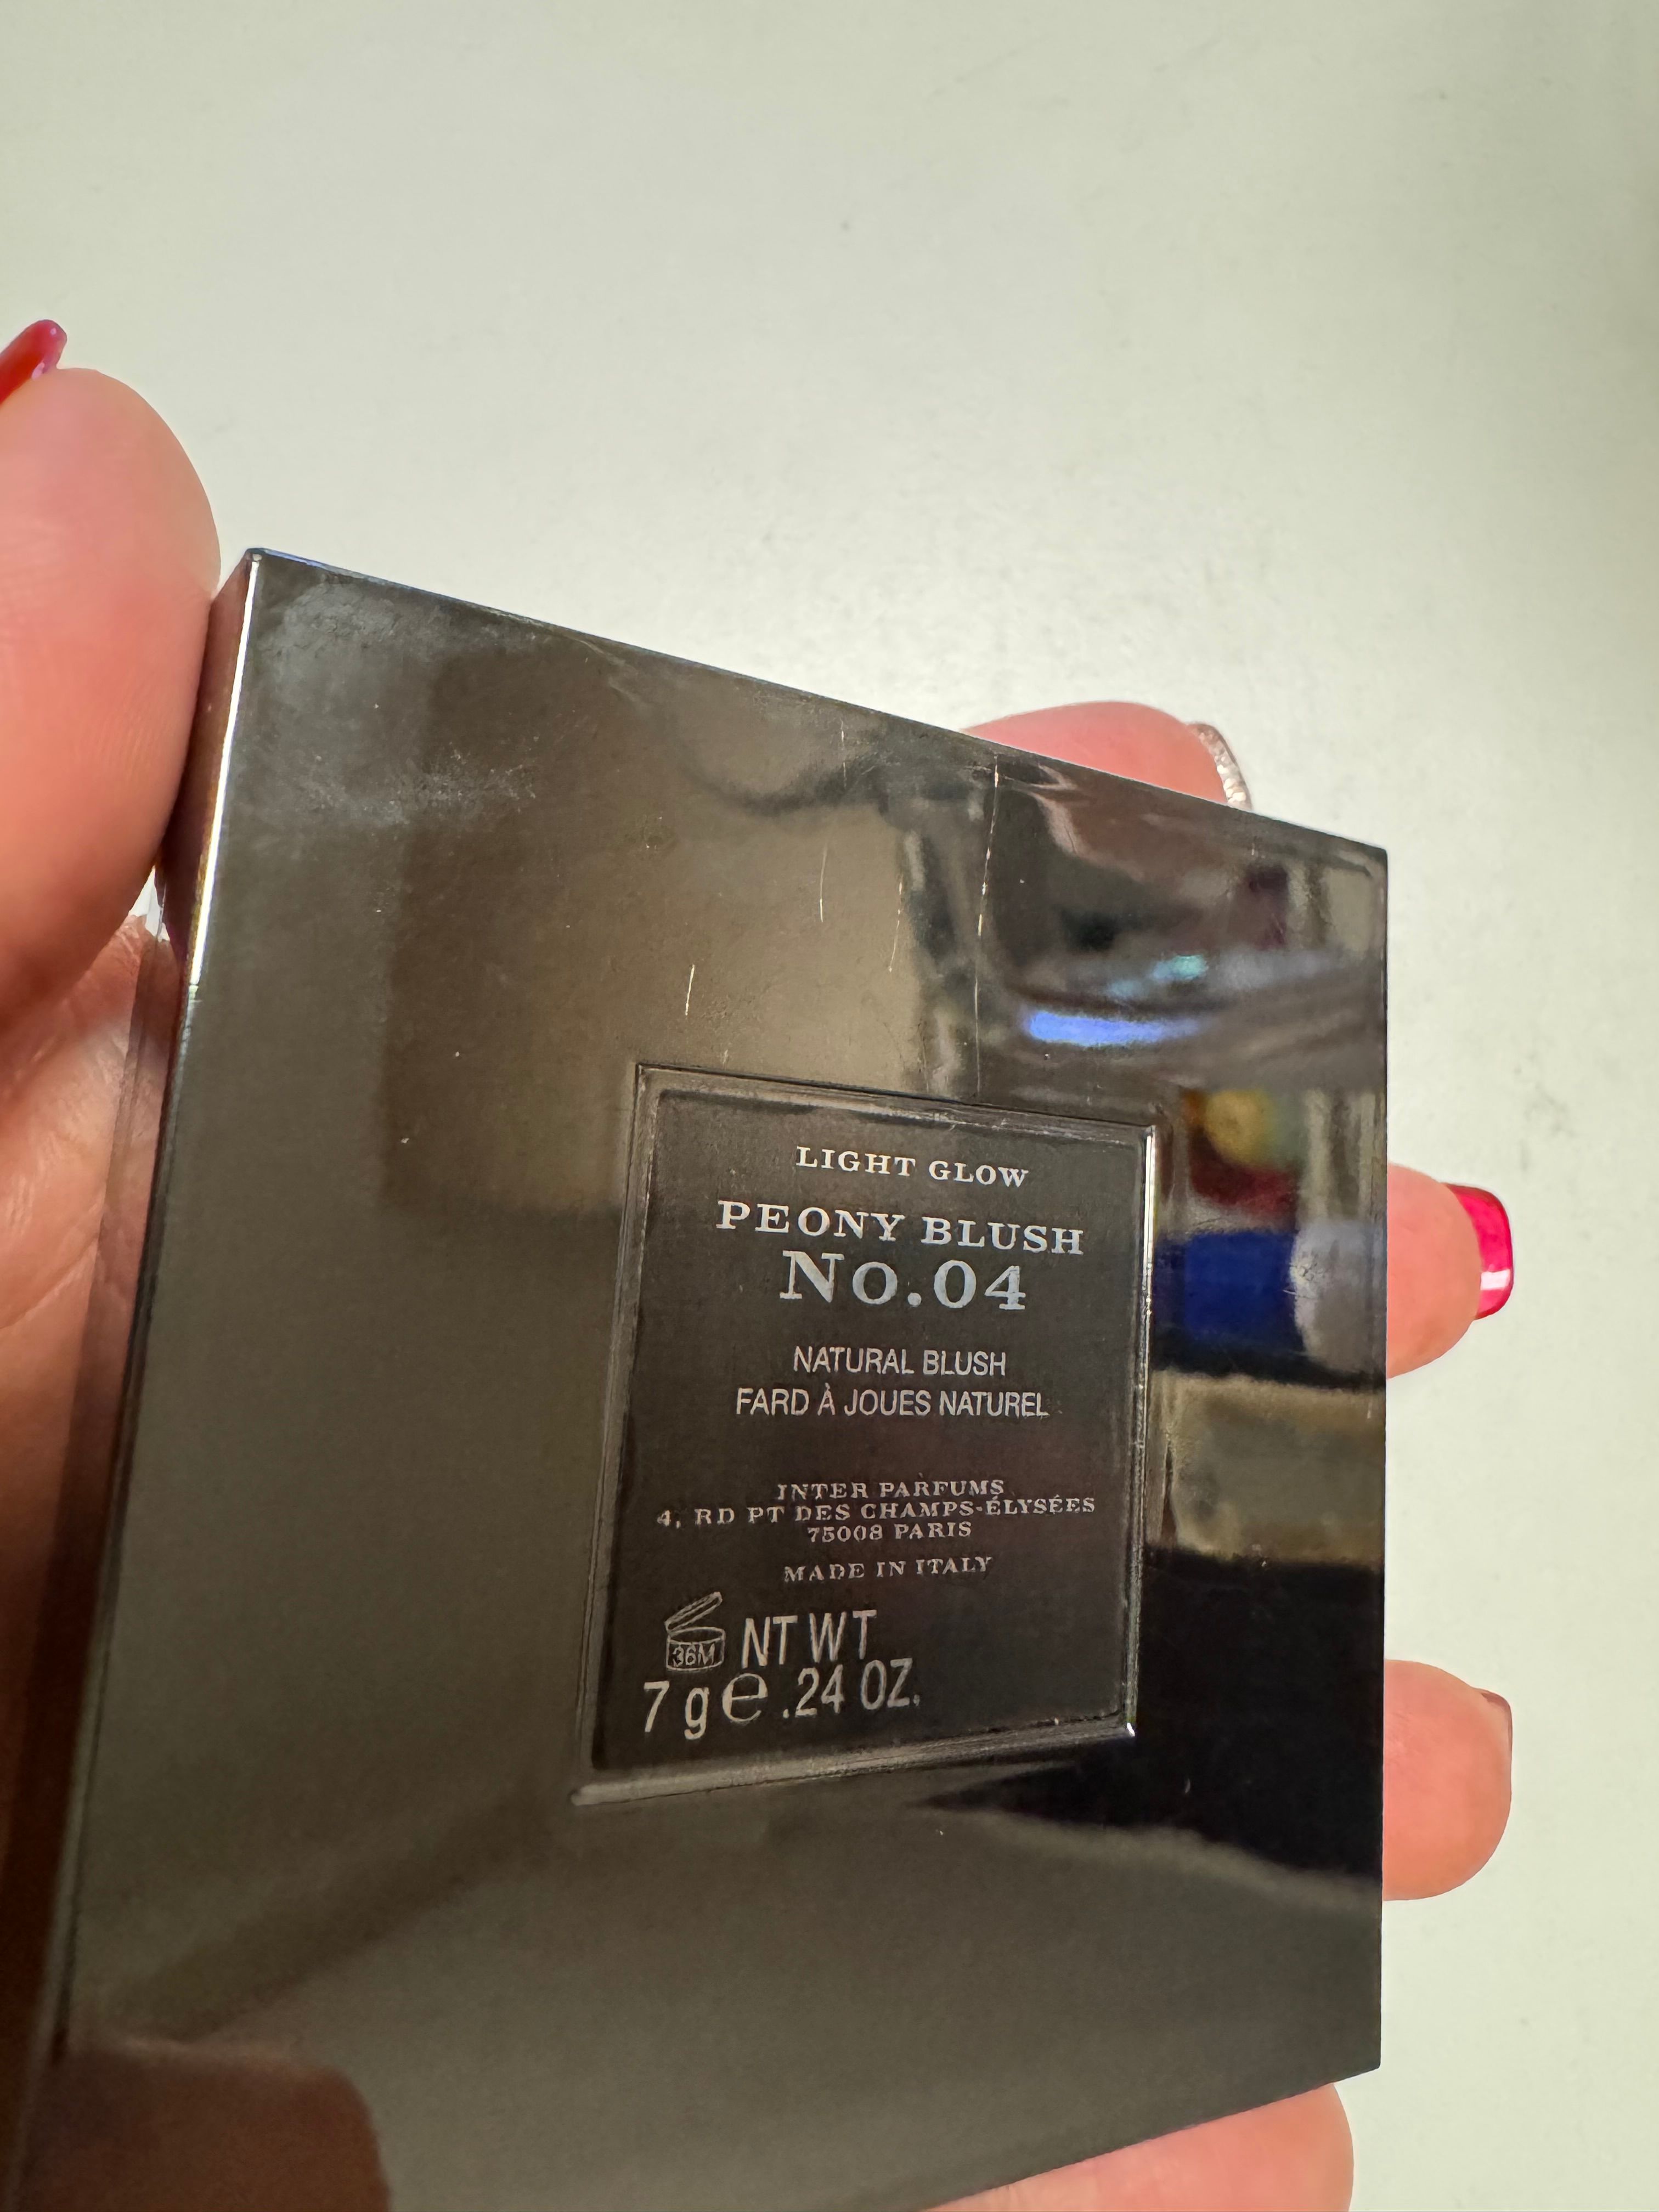 LIGHT GLOW
PEONY BLUSH
No.04
NATURAL BLUSH
FARD À JOUES NATUREL
INTER PARFUMS
4, RD PT DES CHAMPS-ÉLYSÉES
75008 PARIS
MADE IN ITALY
36M NT WT
7 g e .24 OZ.